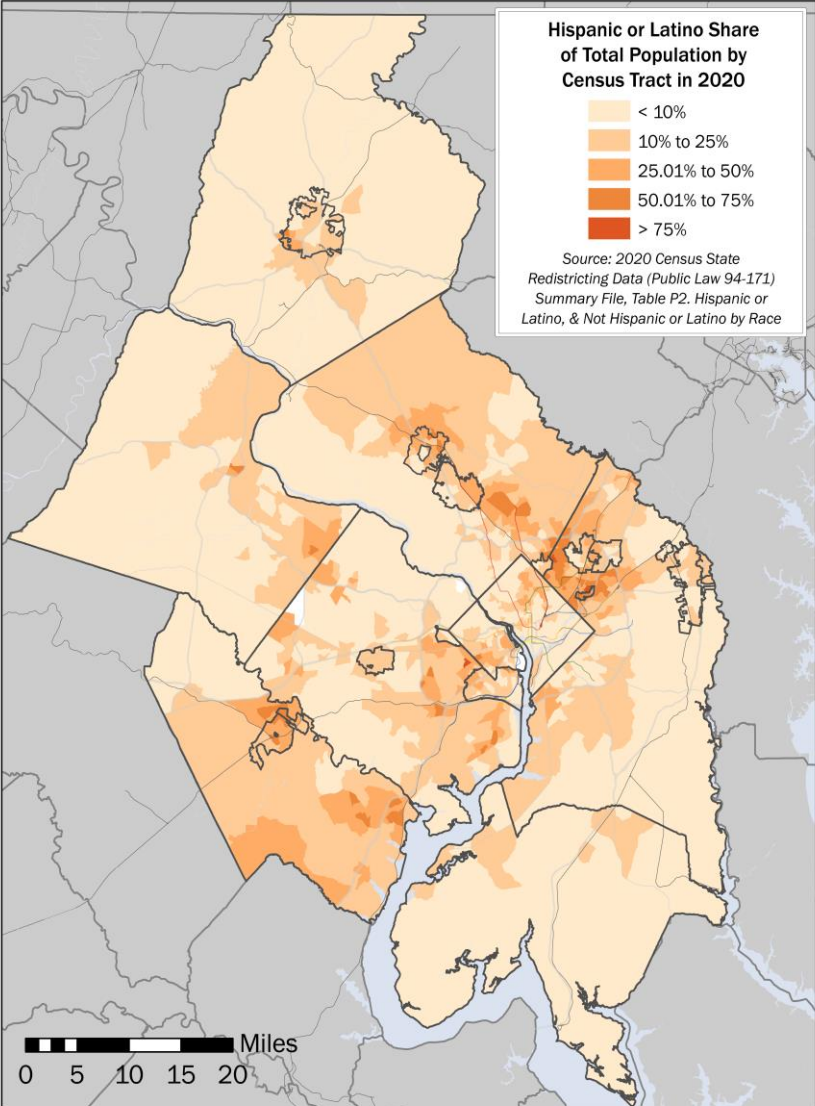 Hispanic or Latino Share
of Total Population by
Census Tract in 2020
< 10%
10% to 25%
25.01% to 50%
50.01% to 75%
> 75%
Source: 2020 Census State
Redistricting Data (Public Law 94-171)
Summary File, Table P2. Hispanic or
Latino, & Not Hispanic or Latino by Race
Miles
0 5 10 15 20